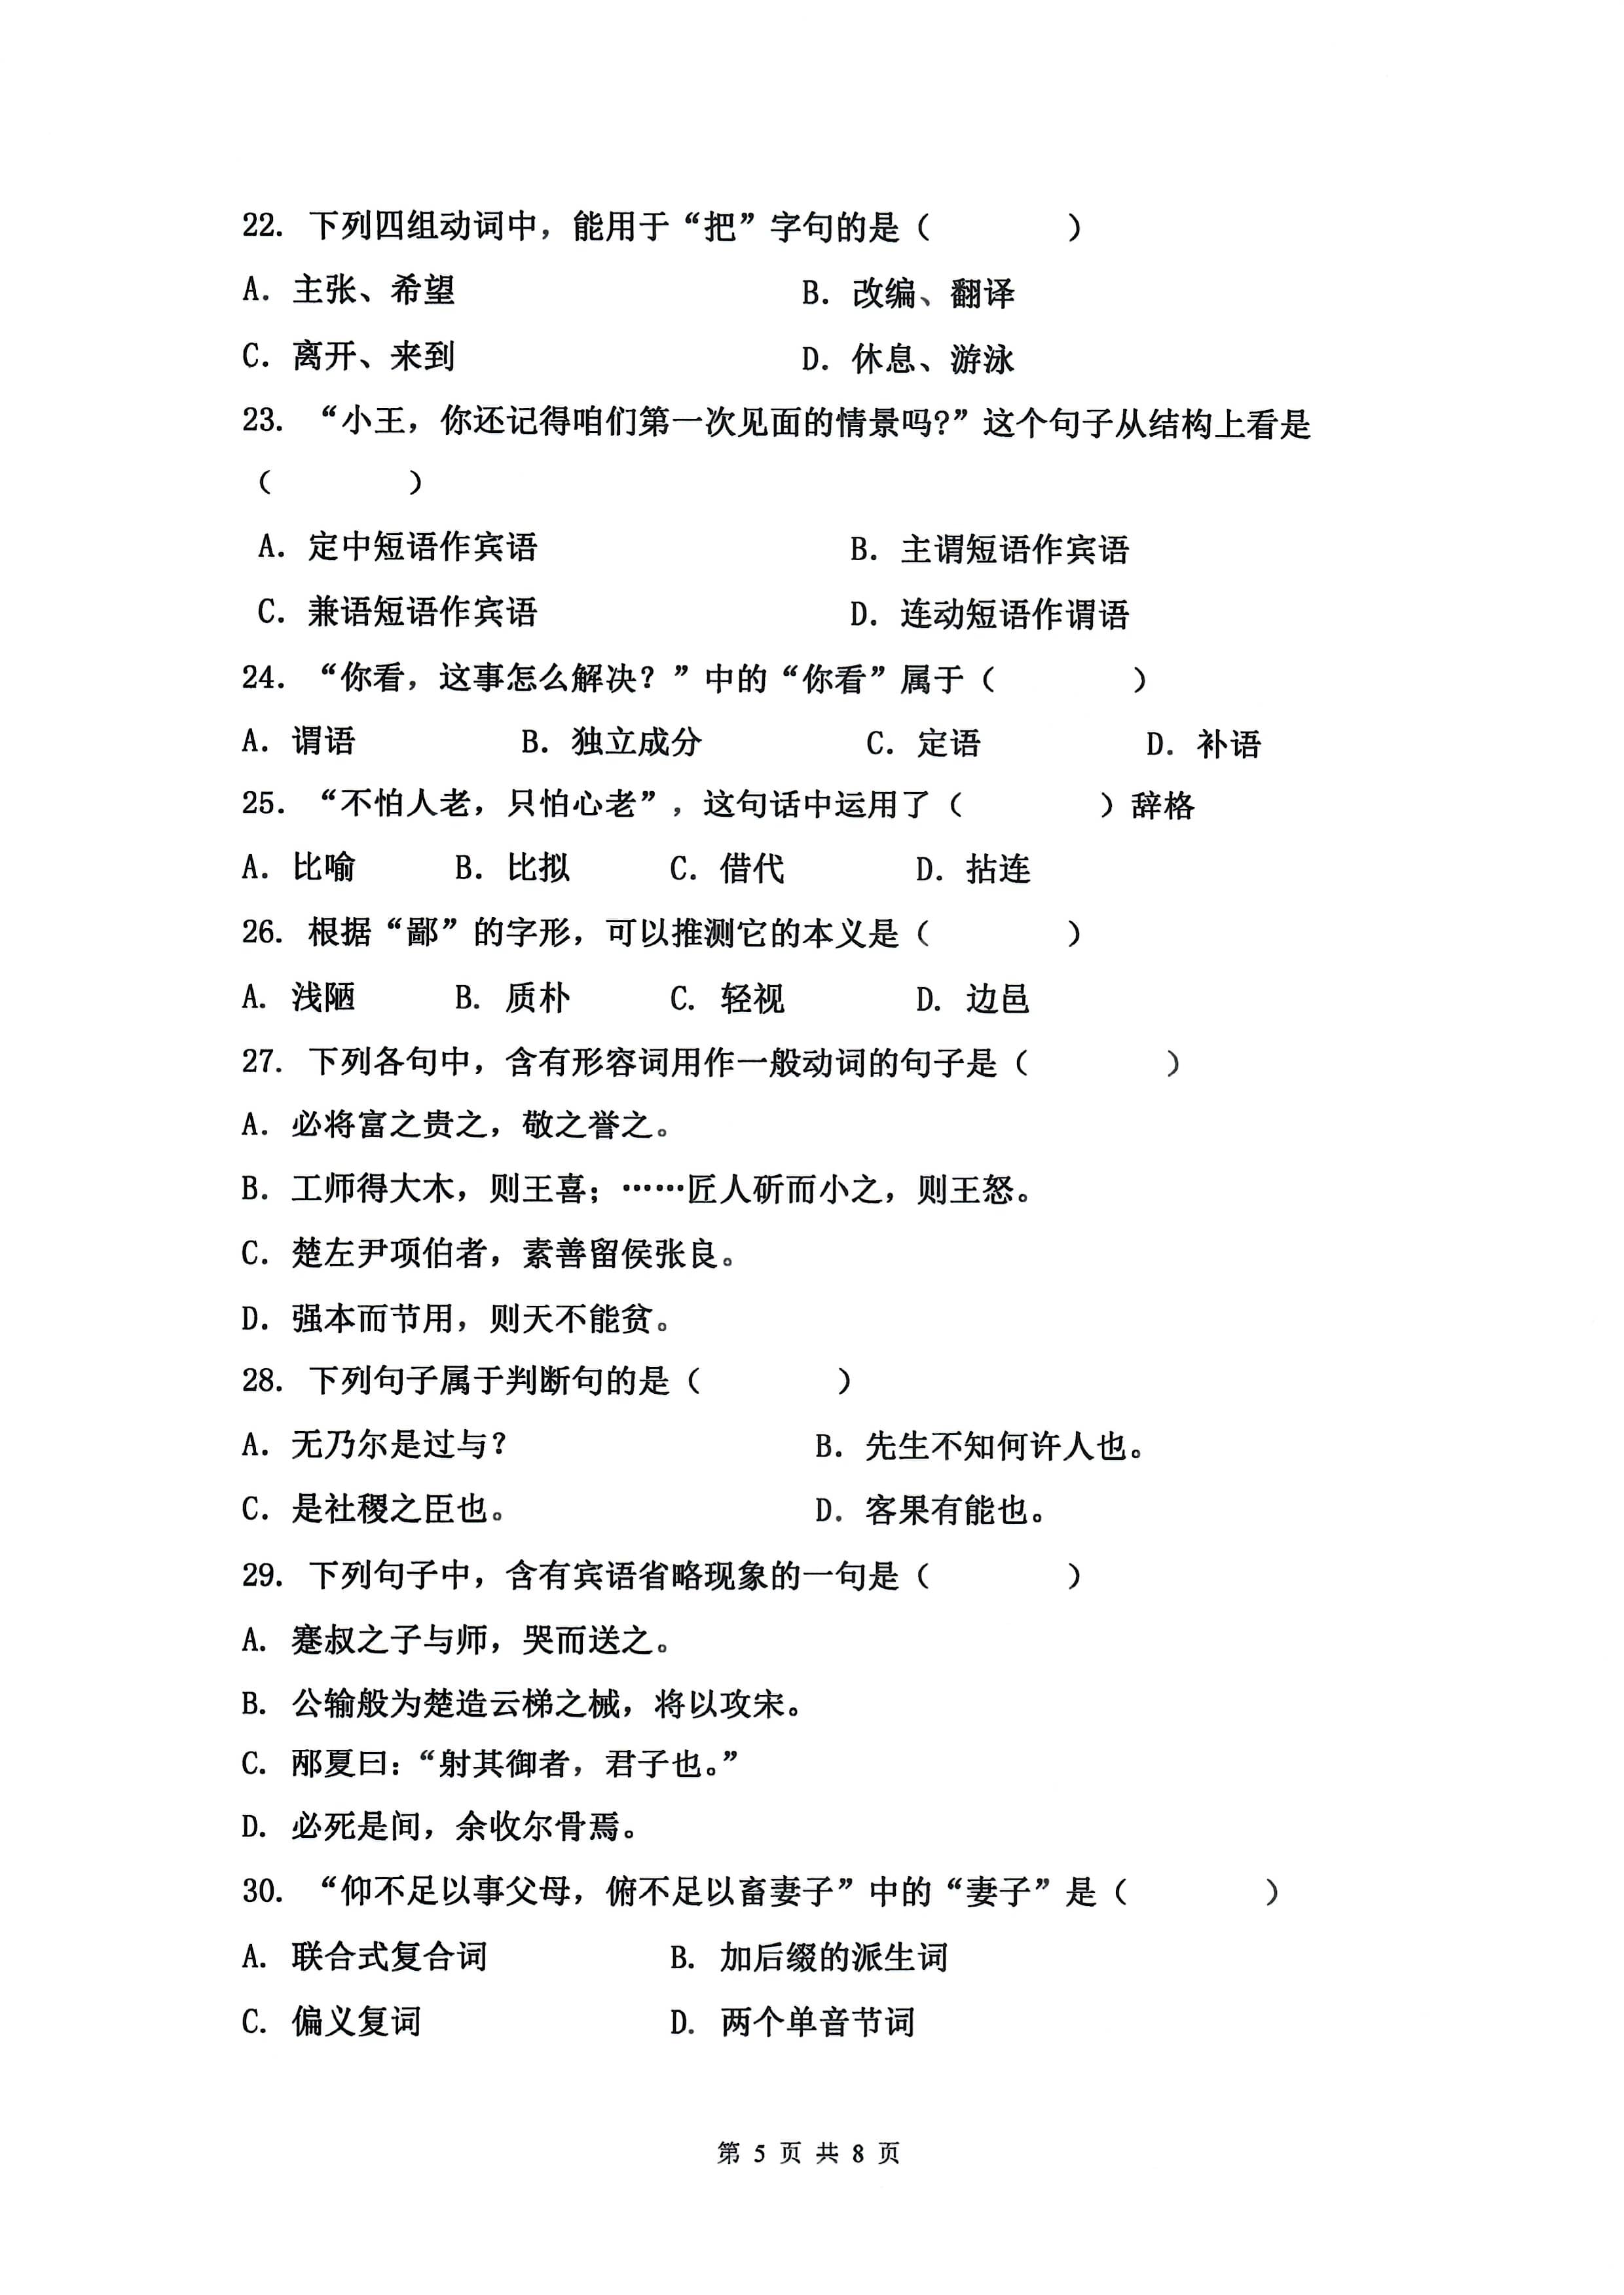 22. 下列四组动词中，能用于“把”字句的是（ ）
A. 主张、希望 B. 改编、翻译
C. 离开、来到 D. 休息、游泳
23. “小王，你还记得咱们第一次见面的情景吗?”这个句子从结构上看是
（ ）
A. 定中短语作宾语 B. 主谓短语作宾语
C. 兼语短语作宾语 D. 连动短语作谓语
24. “你看，这事怎么解决？”中的“你看”属于（ ）
A. 谓语 B. 独立成分 C. 定语 D. 补语
25. “不怕人老，只怕心老”，这句话中运用了（ ）辞格
A. 比喻 B. 比拟 C. 借代 D. 拈连
26. 根据“鄙”的字形，可以推测它的本义是（ ）
A. 浅陋 B. 质朴 C. 轻视 D. 边邑
27. 下列各句中，含有形容词用作一般动词的句子是（ ）
A. 必将富之贵之，敬之誉之。
B. 工师得大木，则王喜；……匠人斫而小之，则王怒。
C. 楚左尹项伯者，素善留侯张良。
D. 强本而节用，则天不能贫。
28. 下列句子属于判断句的是（ ）
A. 无乃尔是过与？ B. 先生不知何许人也。
C. 是社稷之臣也。 D. 客果有能也。
29. 下列句子中，含有宾语省略现象的一句是（ ）
A. 蹇叔之子与师，哭而送之。
B. 公输般为楚造云梯之械，将以攻宋。
C. 邴夏曰：“射其御者，君子也。”
D. 必死是间，余收尔骨焉。
30. “仰不足以事父母，俯不足以畜妻子”中的“妻子”是（ ）
A. 联合式复合词 B. 加后缀的派生词
C. 偏义复词 D. 两个单音节词
第 5 页 共 8 页